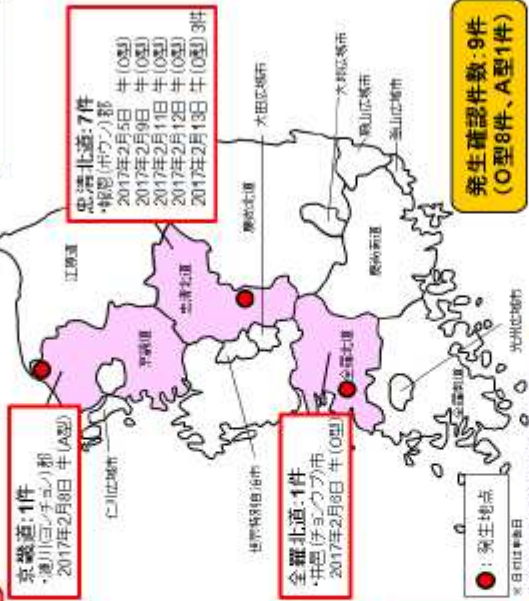 京畿道:1件
・漣川(ヨンチョン)郡
2017年2月8日 牛(A型)
忠清北道:7件
・報恩(ボウン)郡
2017年2月5日 牛(O型)
2017年2月9日 牛(O型)
2017年2月11日 牛(O型)
2017年2月12日 牛(O型)
2017年2月13日 牛(O型) 3件
全羅北道:1件
・井邑(チョンウプ)市
2017年2月6日 牛(O型)
江原道
京畿道
仁川広域市
忠清北道
慶尚北道
大田広域市
世宗特別自治市
大邱広域市
蔚山広域市
釜山広域市
慶尚南道
全羅北道
全羅南道
光州広域市
:発生地点
発生確認件数:9件
(O型8件、A型1件)